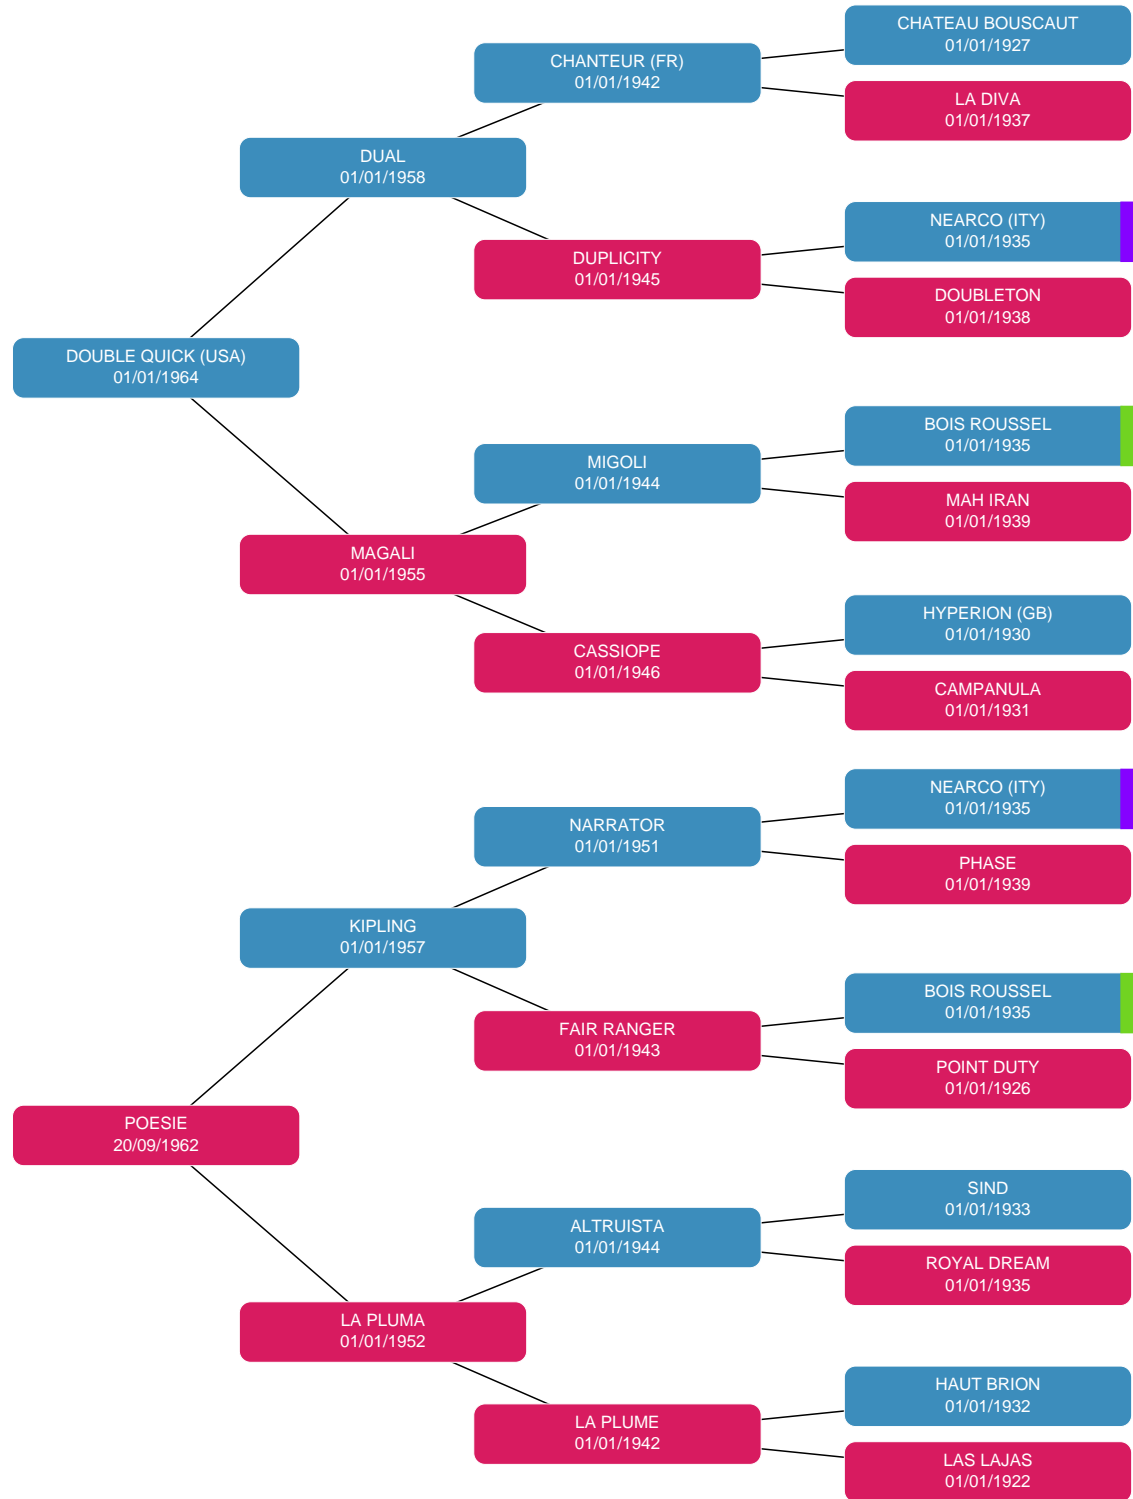 CHATEAU BOUSCAUT
01/01/1927
CHANTEUR (FR)
01/01/1942
LA DIVA
01/01/1937
DUAL
01/01/1958
NEARCO (ITY)
01/01/1935
DUPLICITY
01/01/1945
DOUBLETON
01/01/1938
DOUBLE QUICK (USA)
01/01/1964
BOIS ROUSSEL
01/01/1935
MIGOLI
01/01/1944
MAH IRAN
01/01/1939
MAGALI
01/01/1955
HYPERION (GB)
01/01/1930
CASSIOPE
01/01/1946
CAMPANULA
01/01/1931
NEARCO (ITY)
01/01/1935
NARRATOR
01/01/1951
PHASE
01/01/1939
KIPLING
01/01/1957
BOIS ROUSSEL
01/01/1935
FAIR RANGER
01/01/1943
POINT DUTY
01/01/1926
POESIE
20/09/1962
SIND
01/01/1933
ALTRUISTA
01/01/1944
ROYAL DREAM
01/01/1935
LA PLUMA
01/01/1952
HAUT BRION
01/01/1932
LA PLUME
01/01/1942
LAS LAJAS
01/01/1922